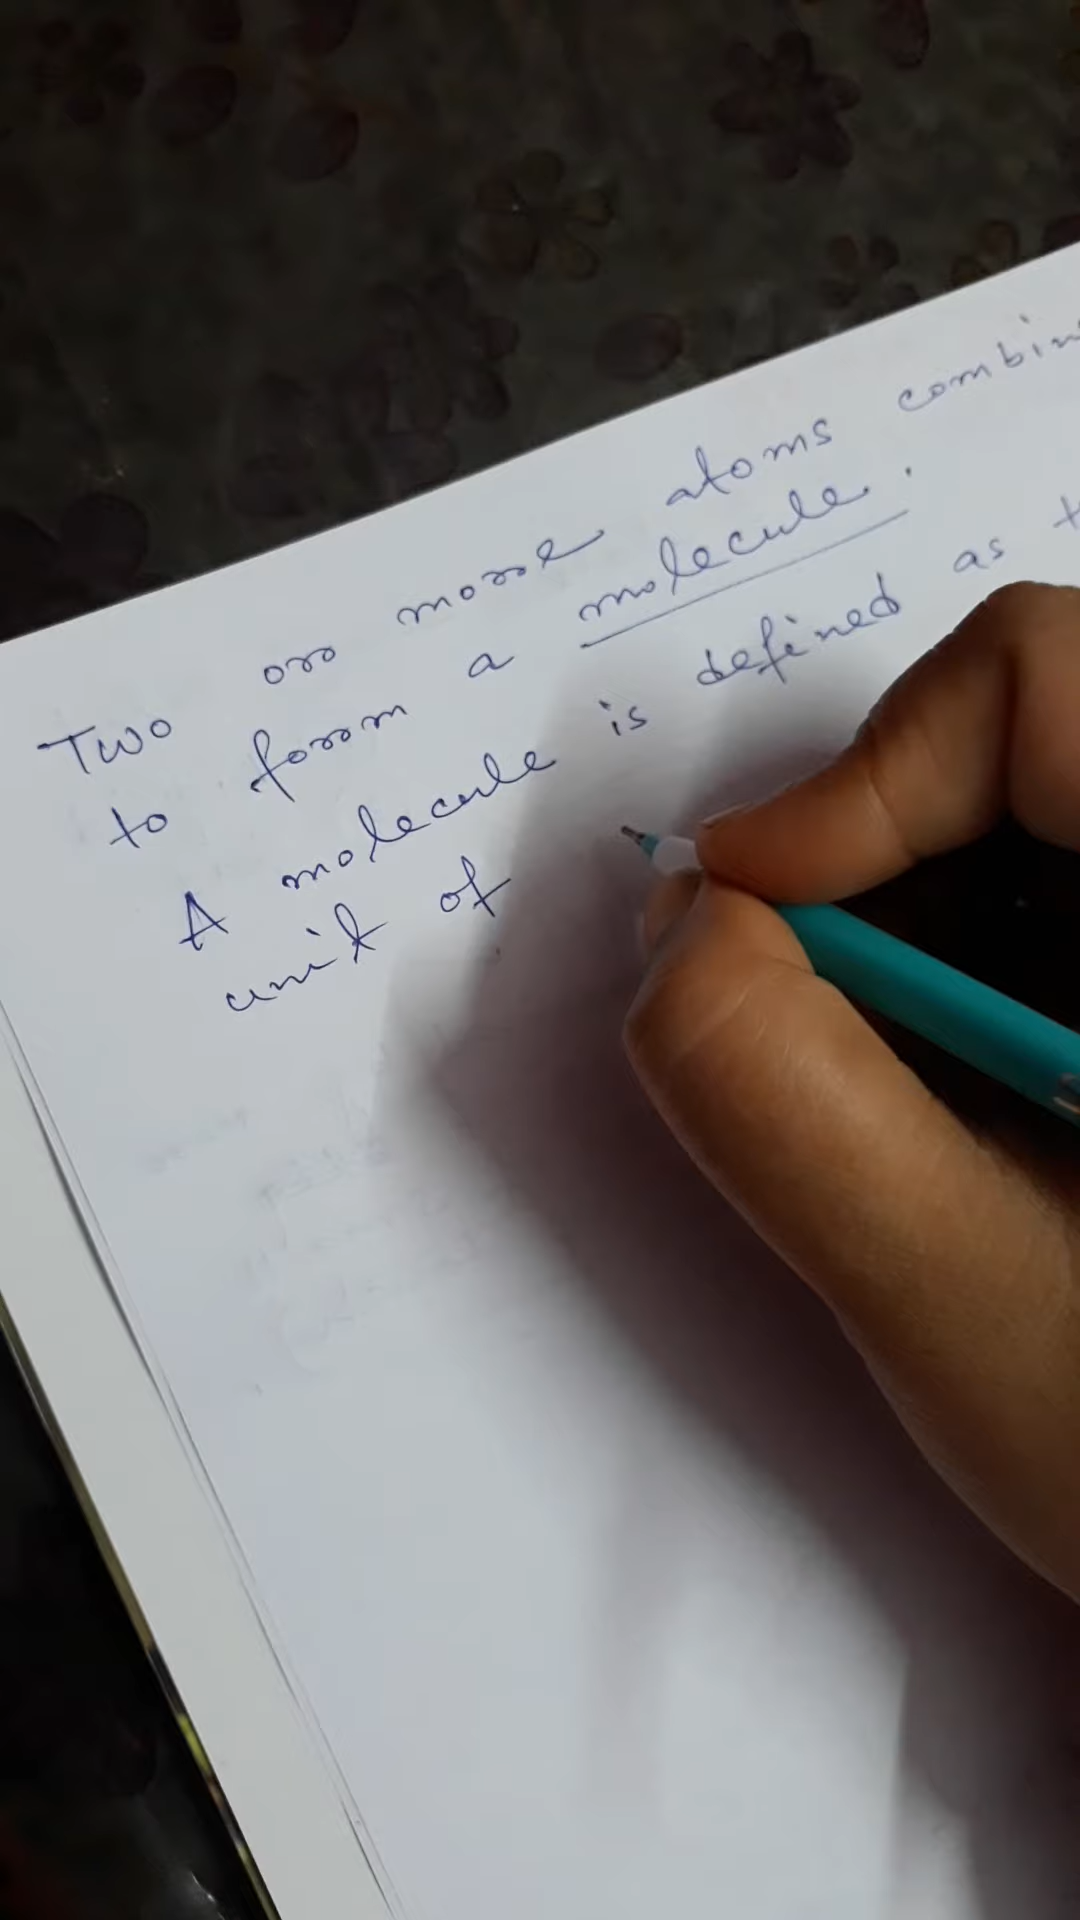 Two or more atoms combin
to form a molecule.
A molecule is defined as t
unit of